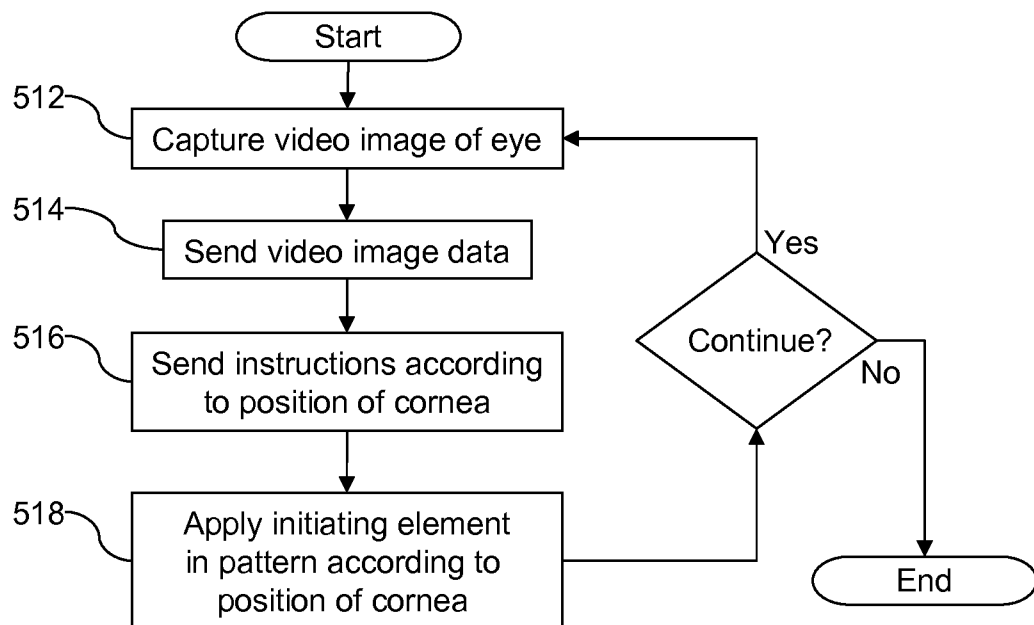 Start
512
Capture video image of eye
514
Send video image data
516
Send instructions according
to position of cornea
518
Apply initiating element
in pattern according to
position of cornea
Yes
Continue?
No
End